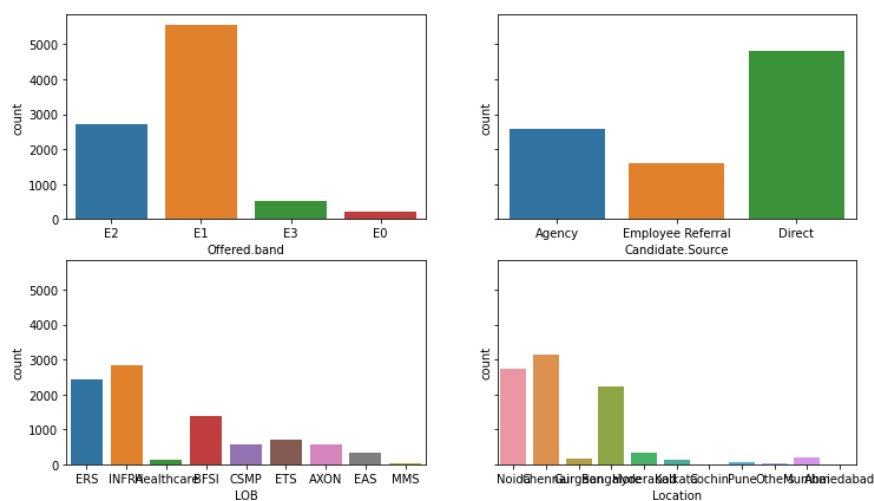 5000
4000
3000
2000
1000
0
count
E2 E1 E3 E0
Offered.band
count
Agency Employee Referral Direct
Candidate.Source
5000
4000
3000
2000
1000
0
count
ERS INFRA Healthcare BFSI CSMP ETS AXON EAS MMS
LOB
count
Noida Chennai Gurgaon Bangalore Hyderabad Kolkata Cochin Pune Others Mumbai Ahmedabad
Location